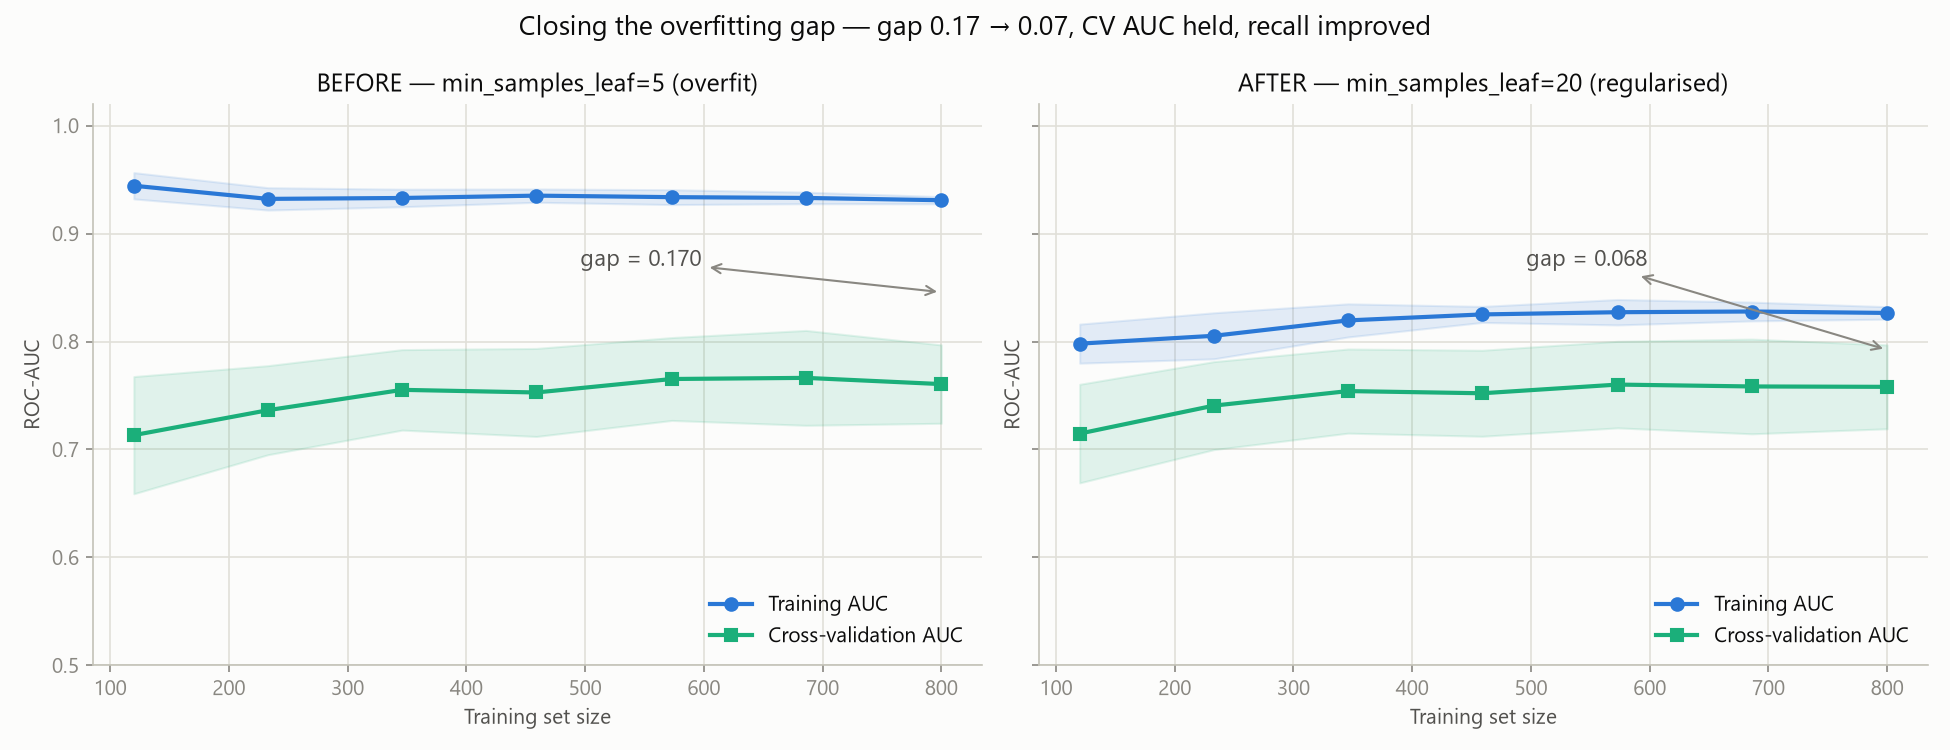 Closing the overfitting gap — gap 0.17 → 0.07, CV AUC held, recall improved
BEFORE — min_samples_leaf=5 (overfit)
1.0
0.9
0.8
0.7
0.6
0.5
ROC-AUC
gap = 0.170
Training AUC
Cross-validation AUC
100 200 300 400 500 600 700 800
Training set size
AFTER — min_samples_leaf=20 (regularised)
ROC-AUC
gap = 0.068
Training AUC
Cross-validation AUC
100 200 300 400 500 600 700 800
Training set size